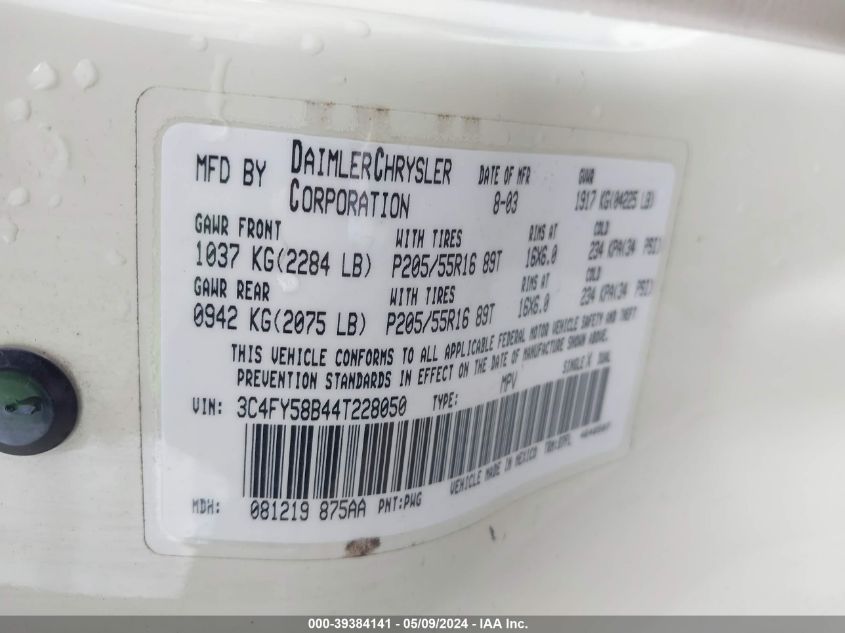 MFD BY DAIMLERCHRYSLER CORPORATION DATE OF MFR 8-03 GVWR 1917 KG(04225 LB)
GAWR FRONT WITH TIRES RIMS AT COLD
1037 KG(2284 LB) P205/55R16 89T 16X6.0 234 KPA(34 PSI)
GAWR REAR WITH TIRES RIMS AT COLD
0942 KG(2075 LB) P205/55R16 89T 16X6.0 234 KPA(34 PSI)
THIS VEHICLE CONFORMS TO ALL APPLICABLE FEDERAL MOTOR VEHICLE SAFETY AND THEFT
PREVENTION STANDARDS IN EFFECT ON THE DATE OF MANUFACTURE SHOWN ABOVE.
VIN: 3C4FY58B44T228050 TYPE: MPV SINGLE X DUAL
MDH: 081219 875AA PNT:PWG VEHICLE MADE IN MEXICO
000-39384141 - 05/09/2024 - IAA Inc.